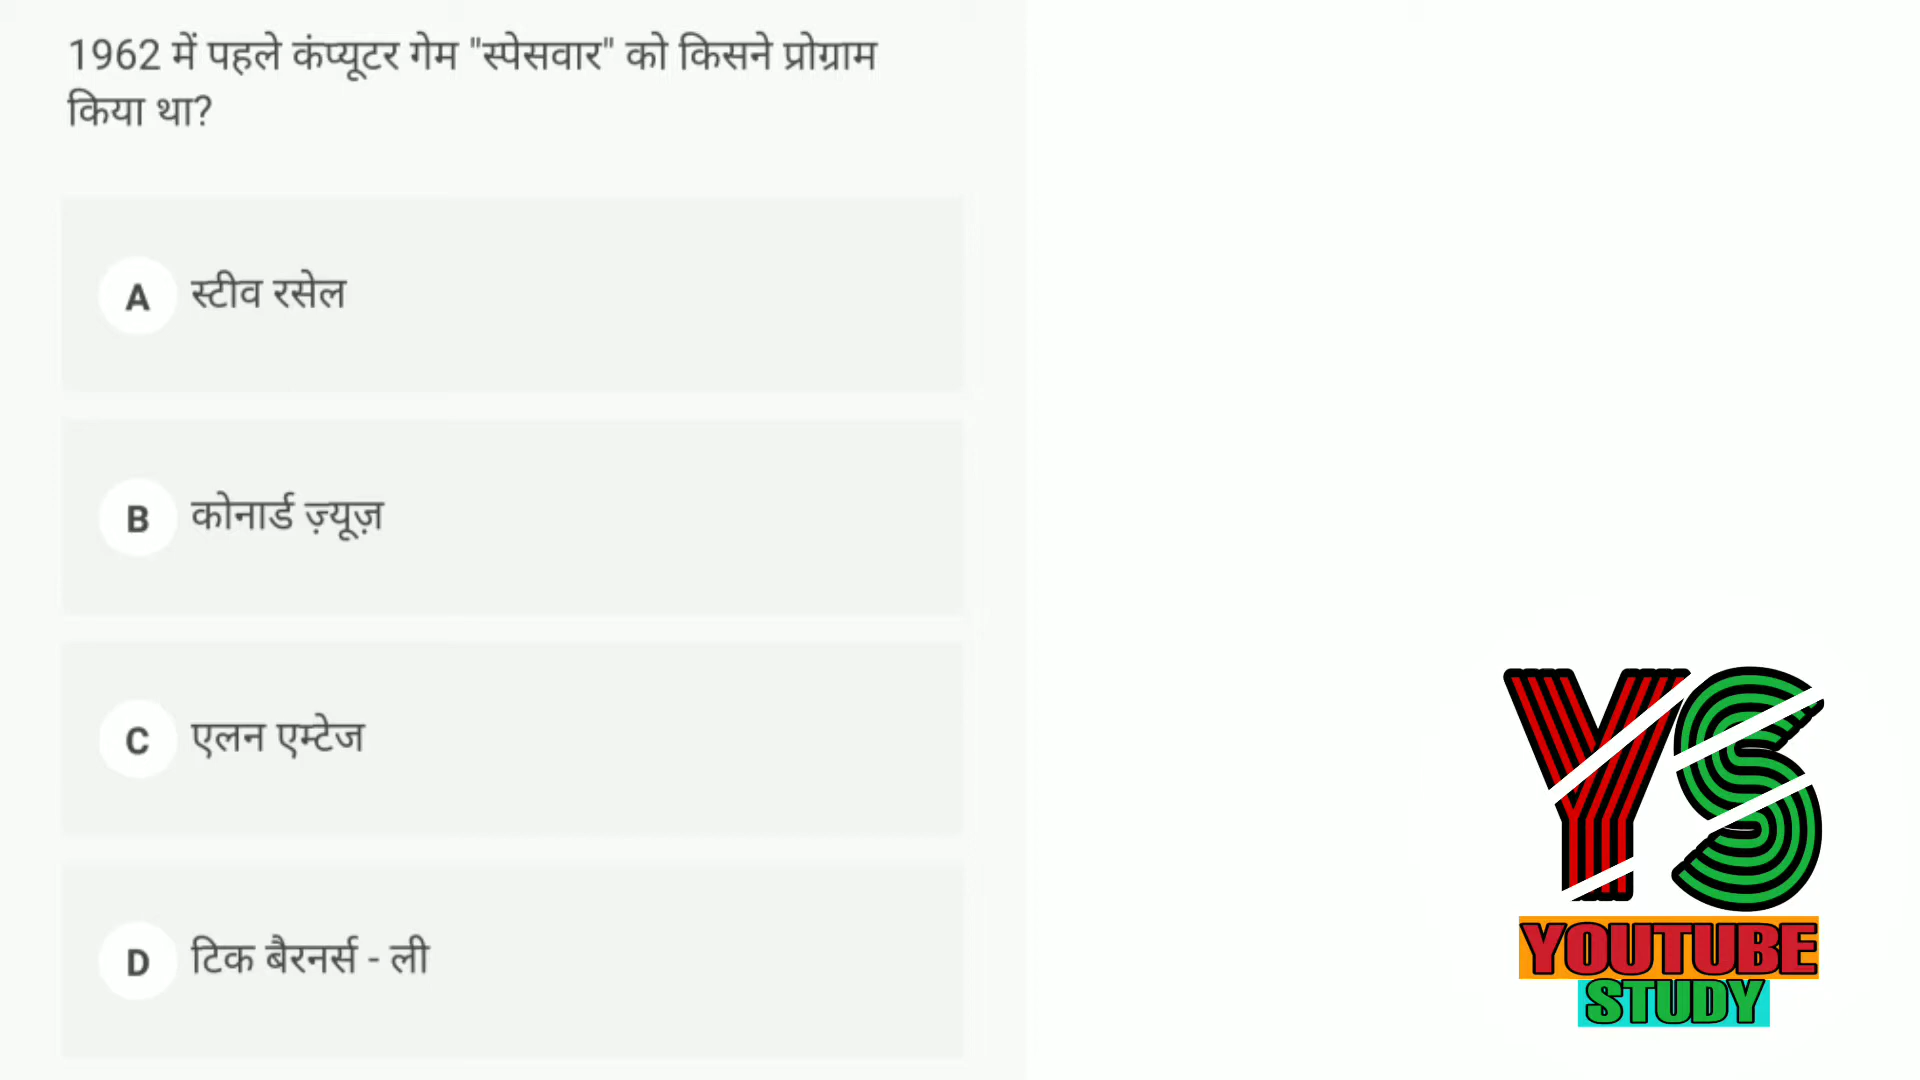 1962 में पहले कंप्यूटर गेम "स्पेसवार" को किसने प्रोग्राम
किया था?
A स्टीव रसेल
B कोनार्ड ज़्यूज़
C एलन एम्टेज
D टिक बैरनर्स - ली
YS
YOUTUBE
STUDY